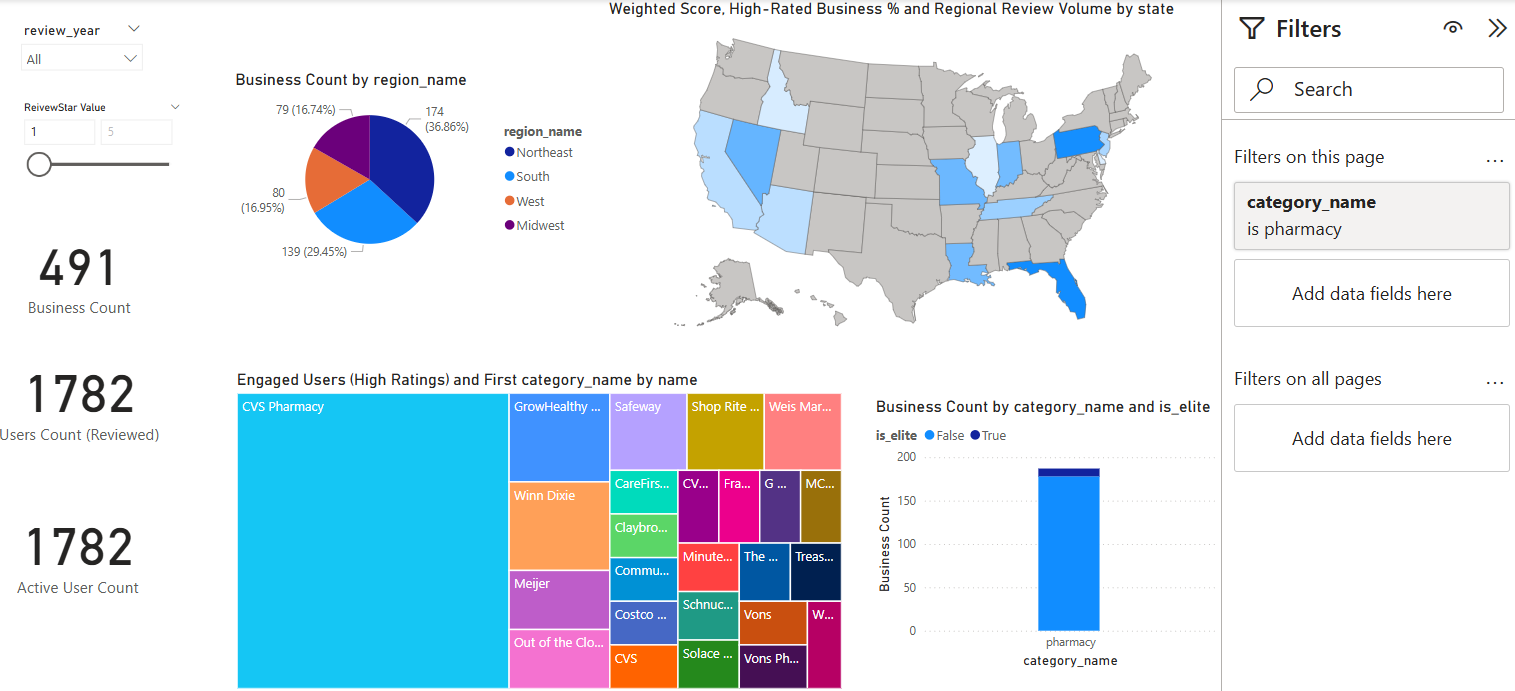 review_year
All
ReivewStar Value
1
5
491
Business Count
1782
Users Count (Reviewed)
1782
Active User Count
Business Count by region_name
79 (16.74%)
174
(36.86%)
80
(16.95%)
139 (29.45%)
region_name
Northeast
South
West
Midwest
Weighted Score, High-Rated Business % and Regional Review Volume by state
Engaged Users (High Ratings) and First category_name by name
CVS Pharmacy
GrowHealthy ...
Safeway
Shop Rite ...
Weis Mar...
Winn Dixie
CareFirs...
CV...
Fra...
G ...
MC...
Claybro...
Meijer
Commu...
Minute...
The ...
Treas...
Costco ...
Schnuc...
Vons
W...
Out of the Clo...
CVS
Solace ...
Vons Ph...
Business Count by category_name and is_elite
is_elite
False
True
200
150
100
50
0
Business Count
pharmacy
category_name
Filters
Search
Filters on this page
...
category_name
is pharmacy
Add data fields here
Filters on all pages
...
Add data fields here